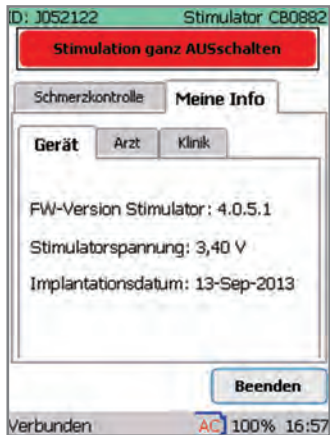 ID: J052122 Stimulator CB0882
Stimulation ganz AUSschalten
Schmerzkontrolle Meine Info
Gerät Arzt Klinik
FW-Version Stimulator: 4.0.5.1
Stimulatorspannung: 3,40 V
Implantationsdatum: 13-Sep-2013
Beenden
Verbunden AC 100% 16:57